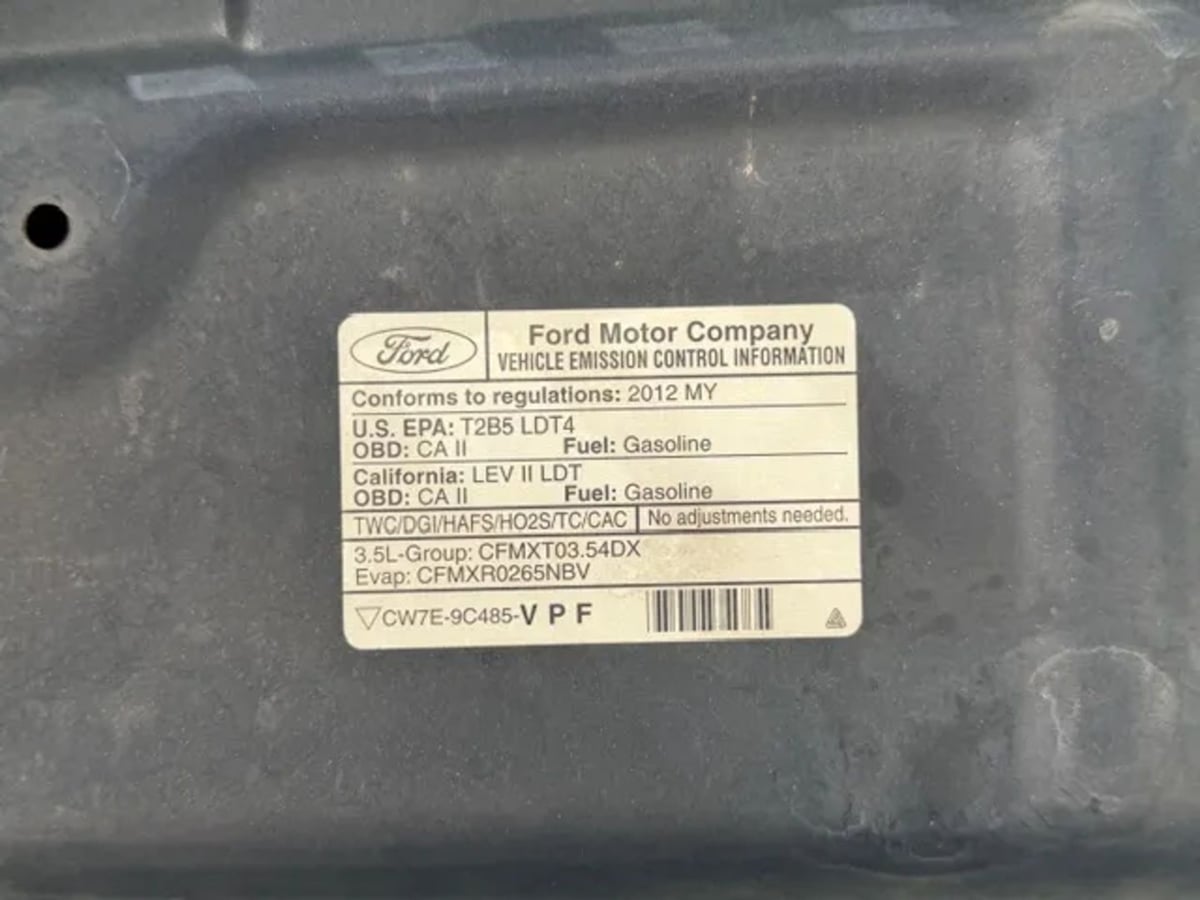 Ford
Ford Motor Company
VEHICLE EMISSION CONTROL INFORMATION
Conforms to regulations: 2012 MY
U.S. EPA: T2B5 LDT4
OBD: CA II Fuel: Gasoline
California: LEV II LDT
OBD: CA II Fuel: Gasoline
TWC/DGI/HAFS/HO2S/TC/CAC No adjustments needed.
3.5L-Group: CFMXT03.54DX
Evap: CFMXR0265NBV
CW7E-9C485-V P F